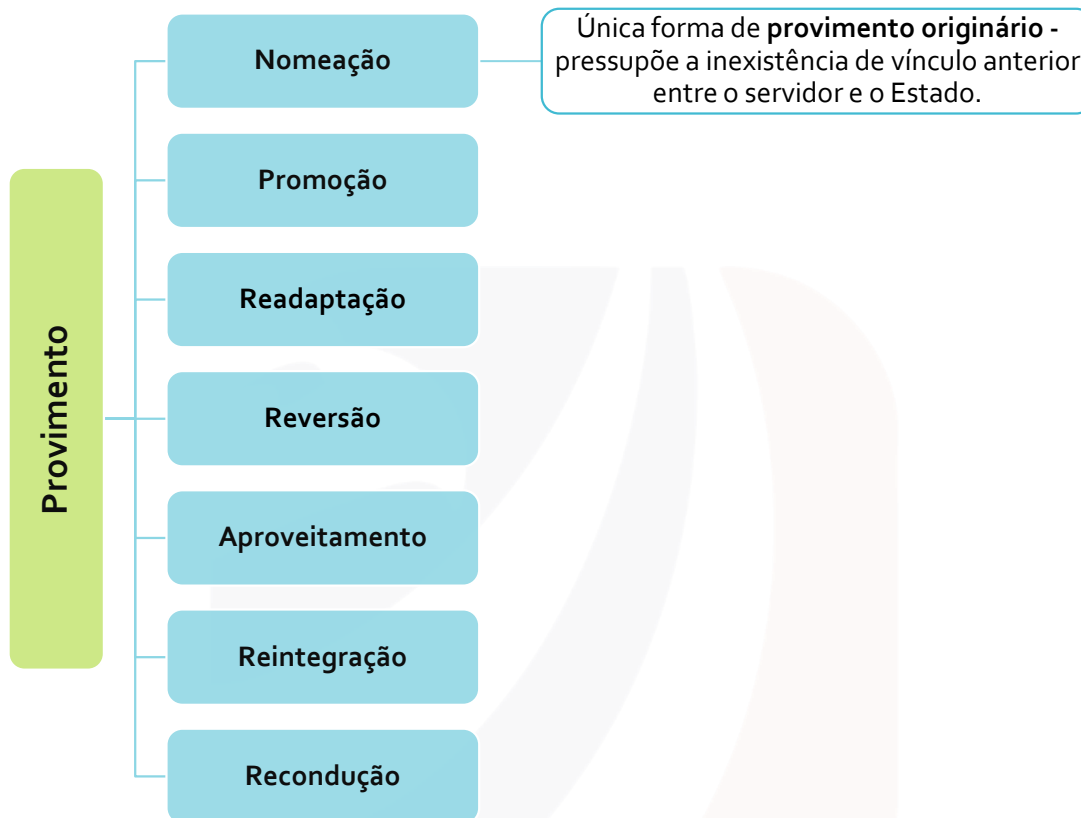 Provimento
Nomeação
Única forma de provimento originário -
pressupõe a inexistência de vínculo anterior
entre o servidor e o Estado.
Promoção
Readaptação
Reversão
Aproveitamento
Reintegração
Recondução